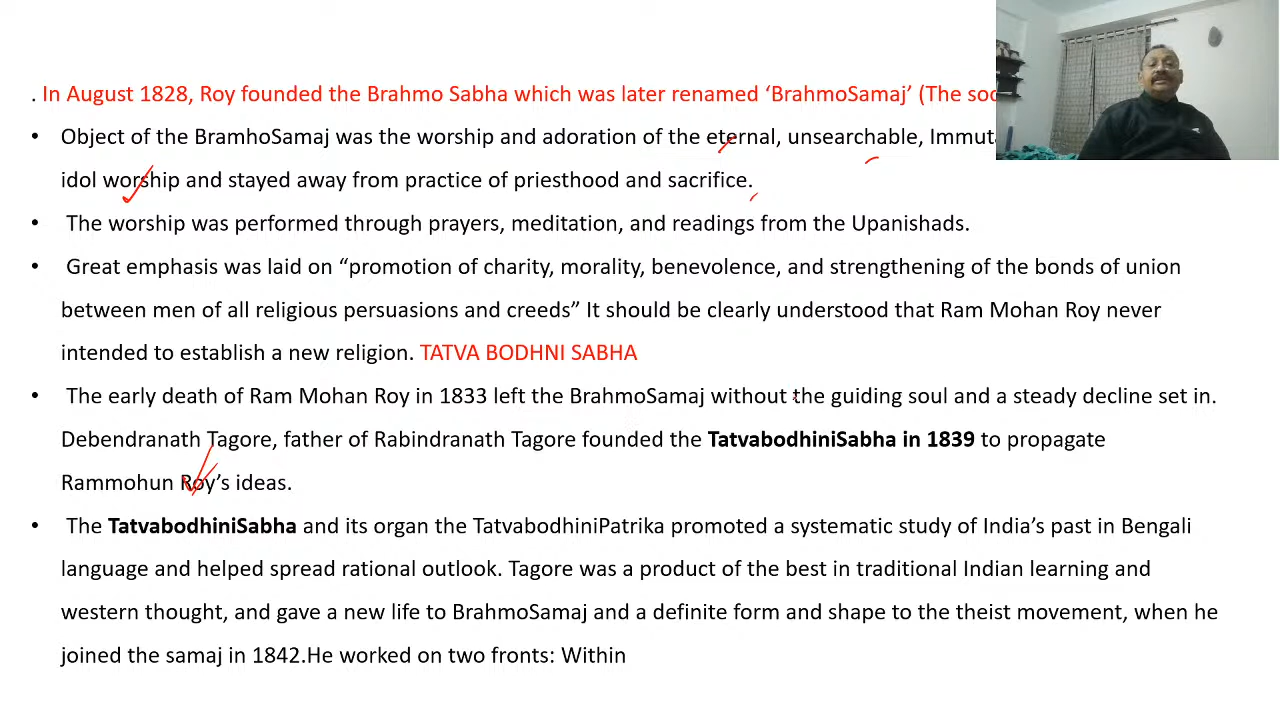 . In August 1828, Roy founded the Brahmo Sabha which was later renamed ‘BrahmoSamaj’ (The
• Object of the BramhoSamaj was the worship and adoration of the eternal, unsearchable,
idol worship and stayed away from practice of priesthood and sacrifice.
• The worship was performed through prayers, meditation, and readings from the Upanishads.
• Great emphasis was laid on “promotion of charity, morality, benevolence, and strengthening of the bonds of union
between men of all religious persuasions and creeds” It should be clearly understood that Ram Mohan Roy never
intended to establish a new religion. TATVA BODHNI SABHA
• The early death of Ram Mohan Roy in 1833 left the BrahmoSamaj without the guiding soul and a steady decline set in.
Debendranath Tagore, father of Rabindranath Tagore founded the TatvabodhiniSabha in 1839 to propagate
Rammohun Roy’s ideas.
• The TatvabodhiniSabha and its organ the TatvabodhiniPatrika promoted a systematic study of India’s past in Bengali
language and helped spread rational outlook. Tagore was a product of the best in traditional Indian learning and
western thought, and gave a new life to BrahmoSamaj and a definite form and shape to the theist movement, when he
joined the samaj in 1842.He worked on two fronts: Within